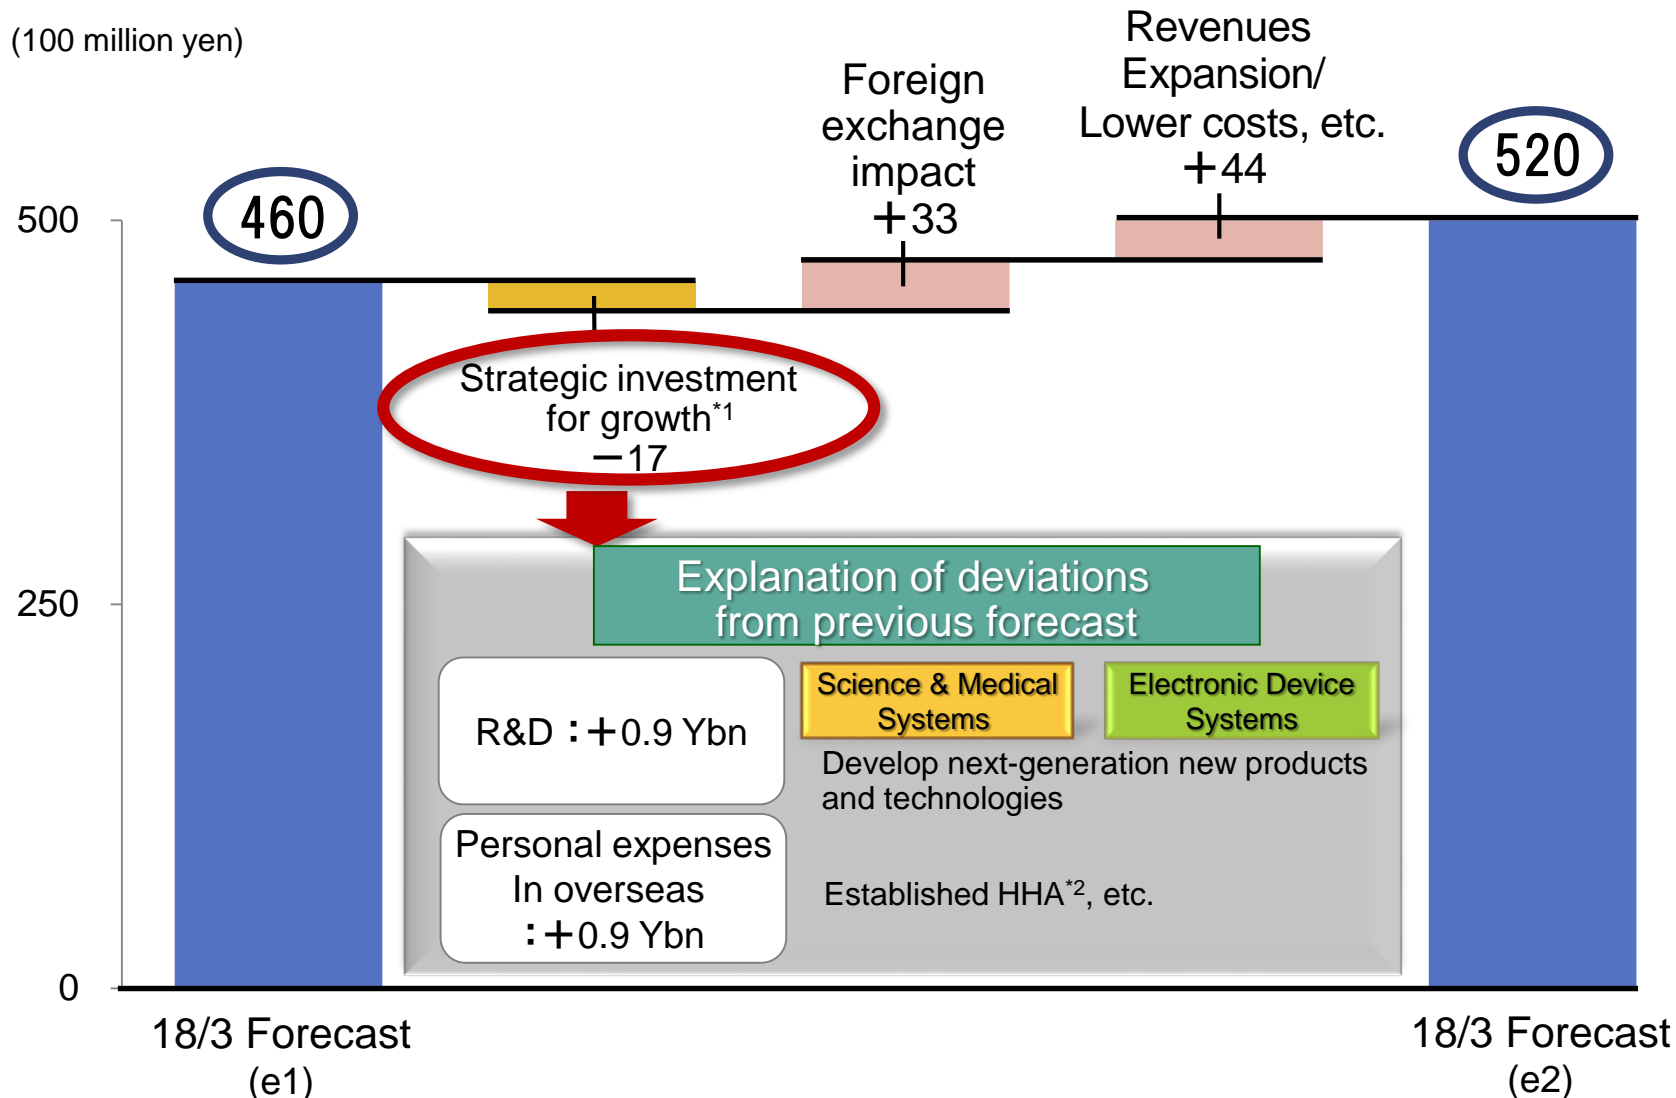 (100 million yen)
Revenues
Expansion/
Lower costs, etc.
+44
Foreign
exchange
impact
+33
520
460
500
Strategic investment
for growth*1
−17
Explanation of deviations
from previous forecast
250
Science & Medical
Systems
Electronic Device
Systems
R&D :+0.9 Ybn
Develop next-generation new products
and technologies
Personal expenses
In overseas
:+0.9 Ybn
Established HHA*2, etc.
0
18/3 Forecast
(e1)
18/3 Forecast
(e2)